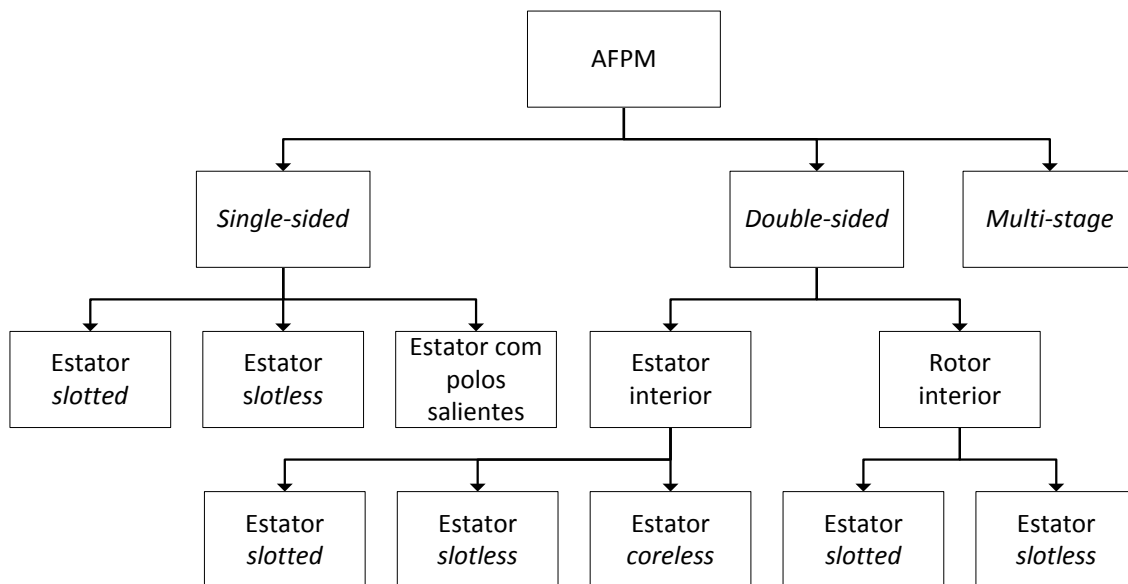 AFPM
Single-sided
Double-sided
Multi-stage
Estator
slotted
Estator
slotless
Estator com
polos
salientes
Estator
interior
Rotor
interior
Estator
slotted
Estator
slotless
Estator
coreless
Estator
slotted
Estator
slotless